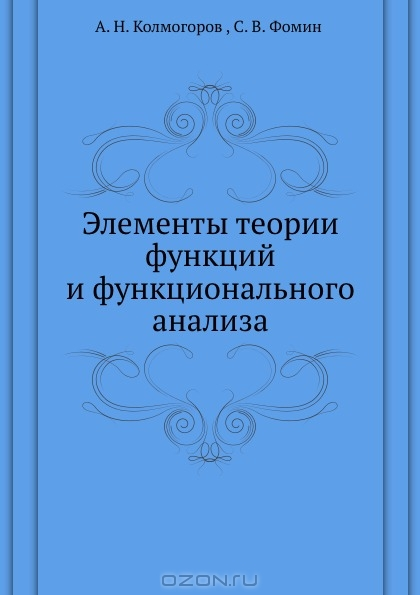 А. Н. Колмогоров , С. В. Фомин
Элементы теории
функций
и функционального
анализа
OZON.ru